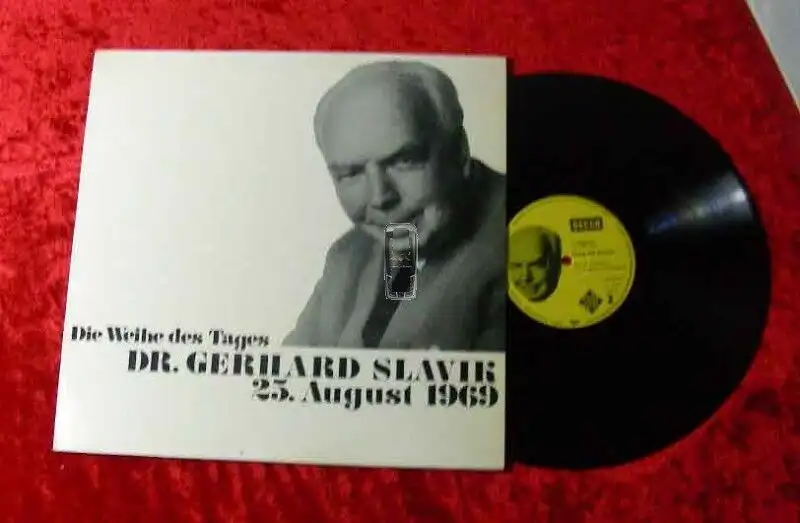 Die Weihe des Tages
DR. GERHARD SLAVIK
25. August 1969
DECCA